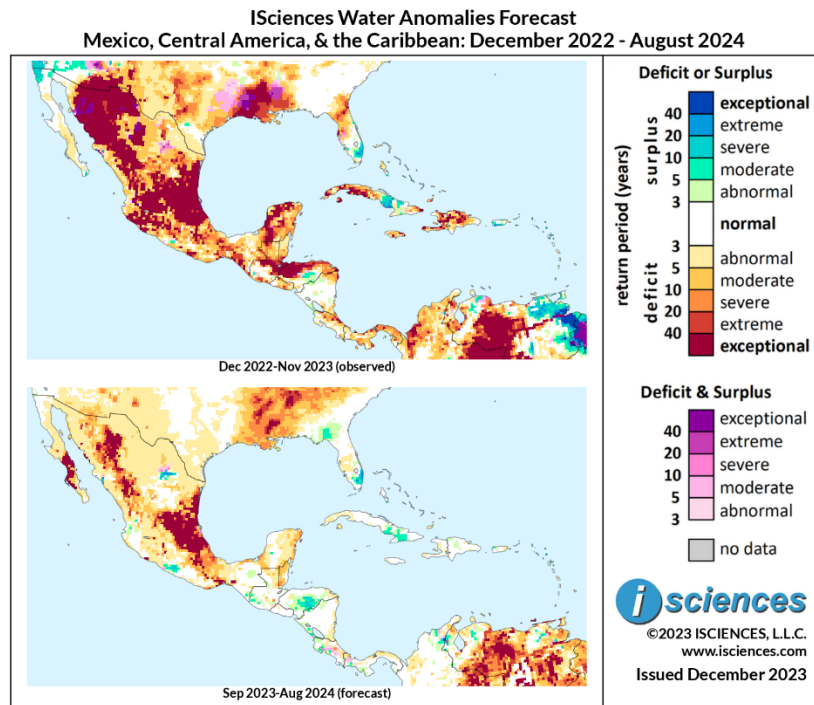 ISciences Water Anomalies Forecast
Mexico, Central America, & the Caribbean: December 2022 - August 2024
Dec 2022-Nov 2023 (observed)
Sep 2023-Aug 2024 (forecast)
Deficit or Surplus
return period (years)
deficit
surplus
40
20
10
5
3
3
5
10
20
40
exceptional
extreme
severe
moderate
abnormal
normal
abnormal
moderate
severe
extreme
exceptional
Deficit & Surplus
40
20
10
5
3
exceptional
extreme
severe
moderate
abnormal
no data
i sciences
©2023 ISCIENCES, L.L.C.
www.isciences.com
Issued December 2023